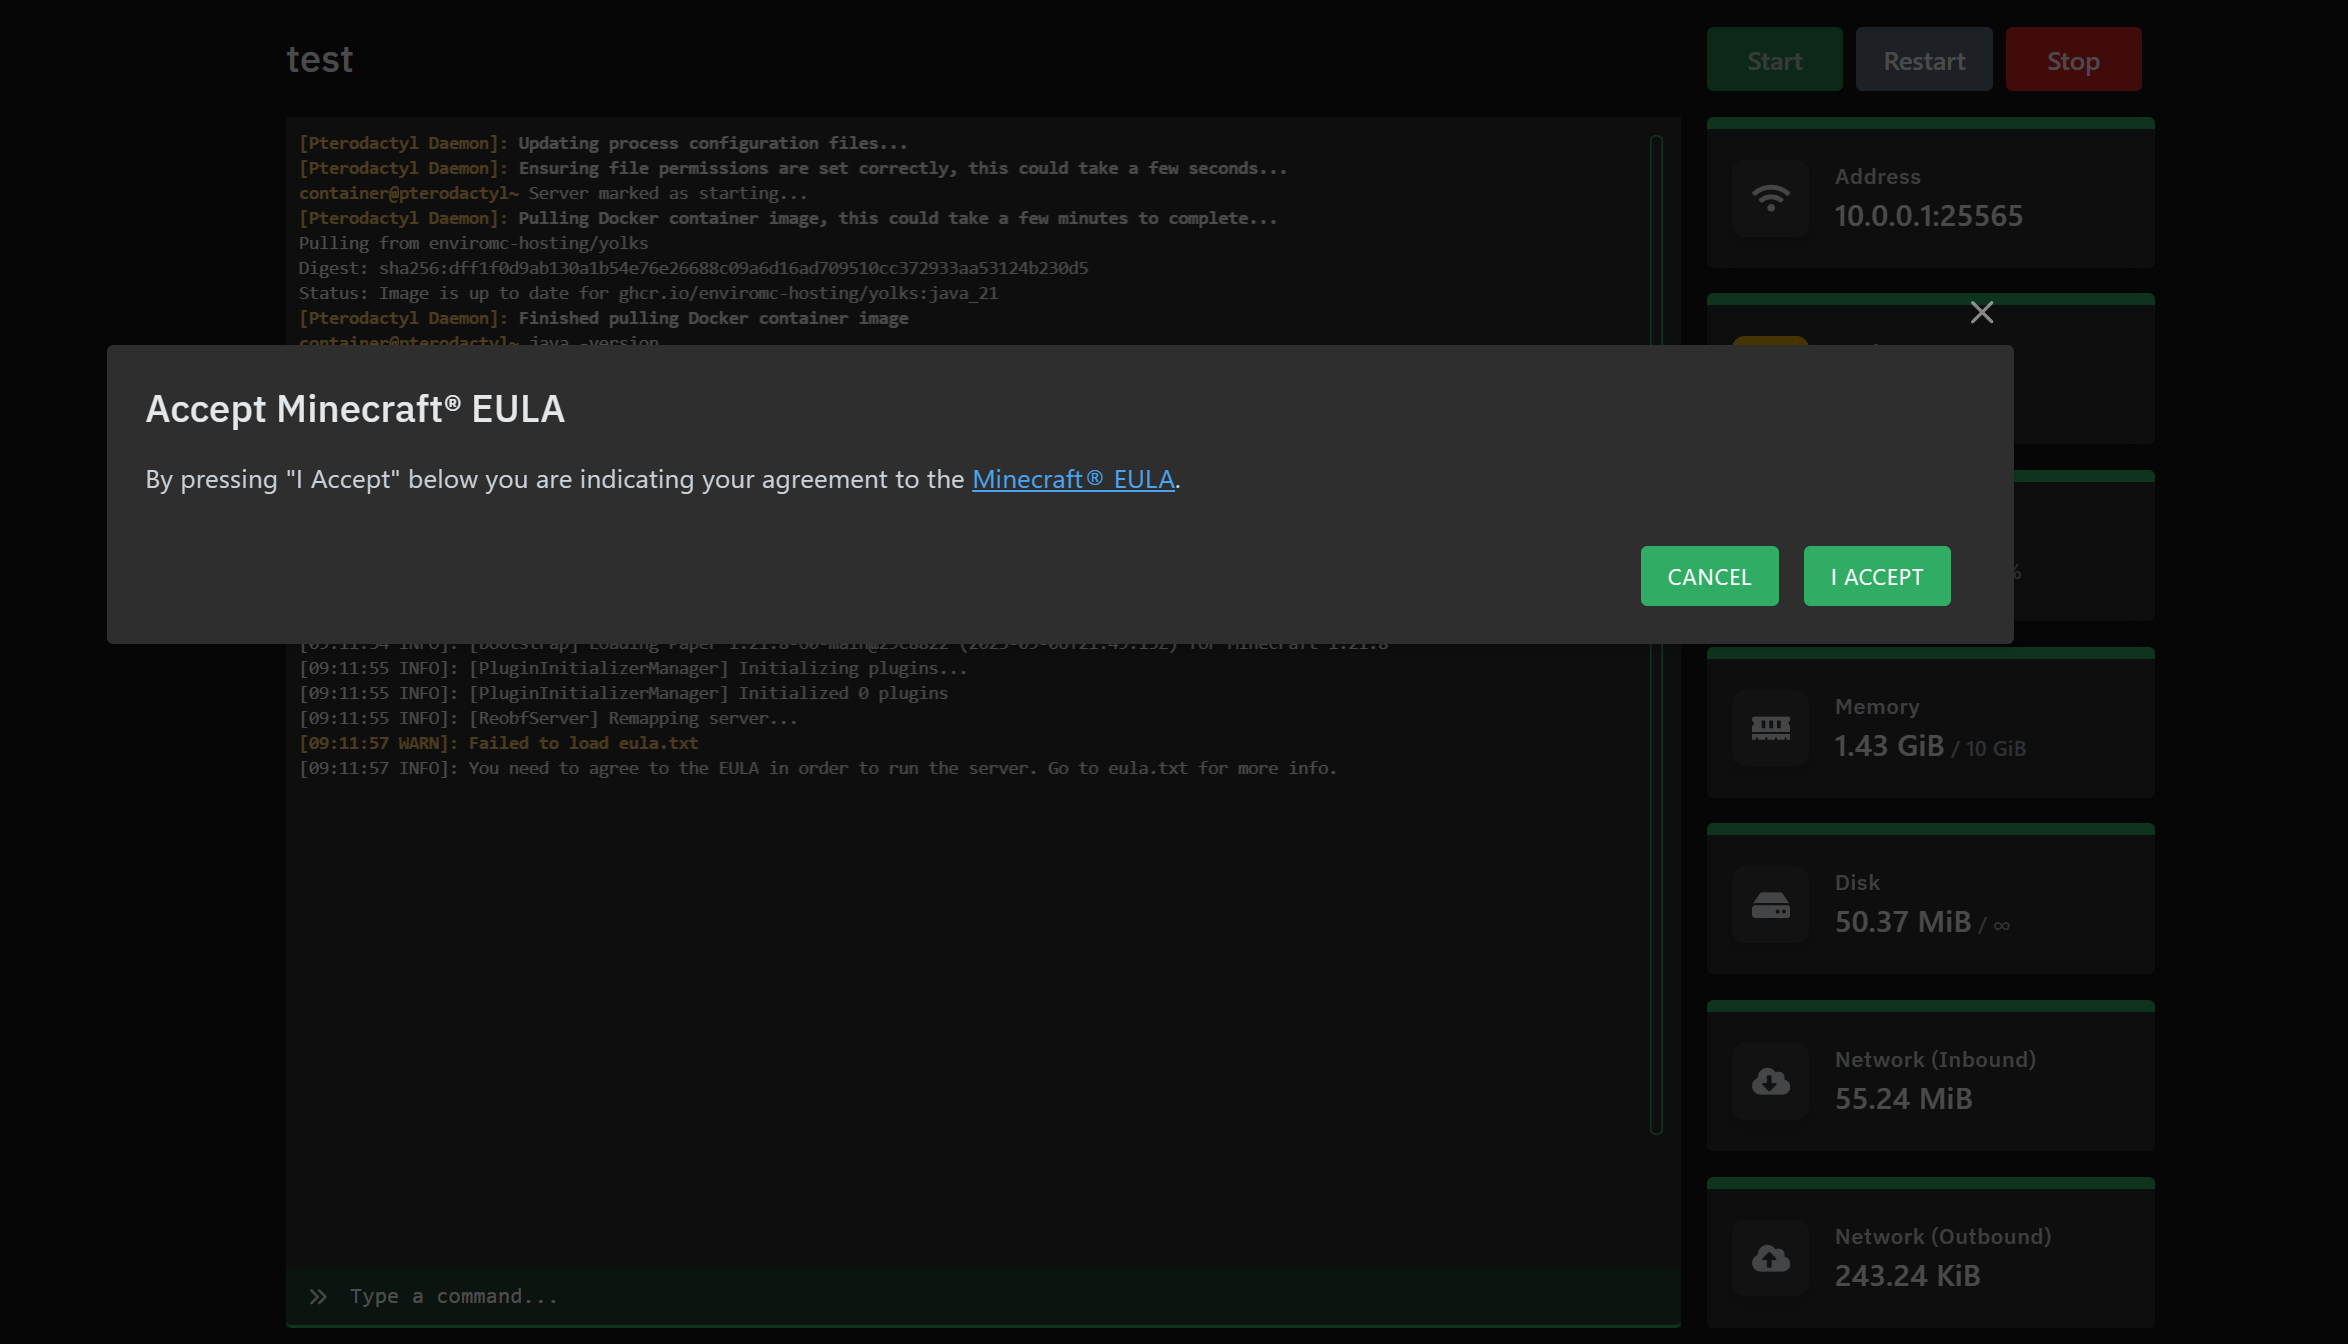 test
Start
Restart
Stop
[Pterodactyl Daemon]: Updating process configuration files...
[Pterodactyl Daemon]: Ensuring file permissions are set correctly, this could take a few seconds...
container@pterodactyl~ Server marked as starting...
[Pterodactyl Daemon]: Pulling Docker container image, this could take a few minutes to complete...
Pulling from enviromc-hosting/yolks
Digest: sha256:dff1f0d9ab130a1b54e76e26688c09a6d16ad709510cc372933aa53124b230d5
Status: Image is up to date for ghcr.io/enviromc-hosting/yolks:java_21
[Pterodactyl Daemon]: Finished pulling Docker container image
container@pterodactyl~ java -version
Accept Minecraft® EULA
By pressing "I Accept" below you are indicating your agreement to the Minecraft® EULA.
CANCEL
I ACCEPT
[bootstrap] Loading Paper for Minecraft 1.21.8
[09:11:55 INFO]: [PluginInitializerManager] Initializing plugins...
[09:11:55 INFO]: [PluginInitializerManager] Initialized 0 plugins
[09:11:55 INFO]: [ReobfServer] Remapping server...
[09:11:57 WARN]: Failed to load eula.txt
[09:11:57 INFO]: You need to agree to the EULA in order to run the server. Go to eula.txt for more info.
Type a command...
Address
10.0.0.1:25565
%
Memory
1.43 GiB / 10 GiB
Disk
50.37 MiB / ∞
Network (Inbound)
55.24 MiB
Network (Outbound)
243.24 KiB